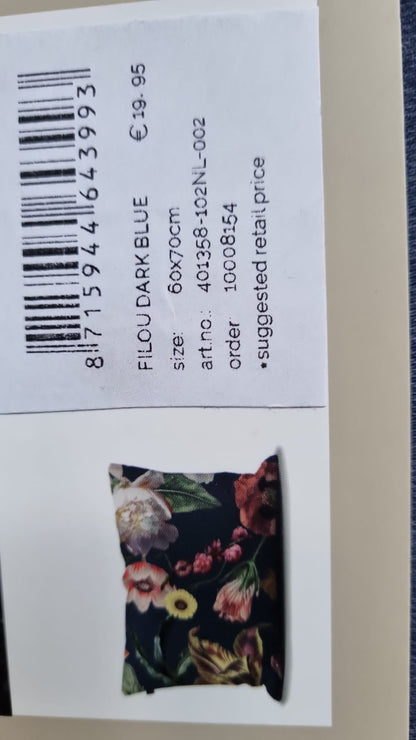 8 715944 643993
FILOU DARK BLUE € 19.95
size: 60x70cm
art.no.: 401358-102NL-002
order 10008154
*suggested retail price